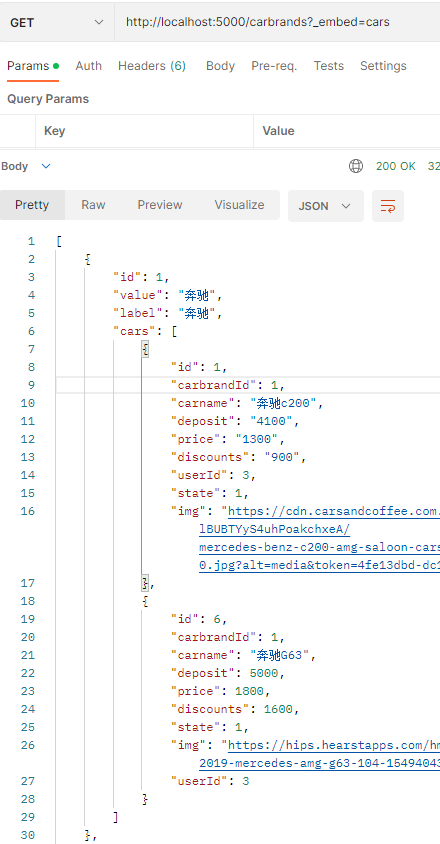 GET http://localhost:5000/carbrands?_embed=cars
Params Auth Headers (6) Body Pre-req. Tests Settings
Query Params
Key Value
Body 200 OK 32
Pretty Raw Preview Visualize JSON
1 [
2 {
3 "id": 1,
4 "value": "奔驰",
5 "label": "奔驰",
6 "cars": [
7 {
8 "id": 1,
9 "carbrandId": 1,
10 "carname": "奔驰c200",
11 "deposit": "4100",
12 "price": "1300",
13 "discounts": "900",
14 "userId": 3,
15 "state": 1,
16 "img": "https://cdn.carsandcoffee.com.
lBUBTYyS4uhPoakchxeA/
mercedes-benz-c200-amg-saloon-cars
0.jpg?alt=media&token=4fe13dbd-dc1
17 },
18 {
19 "id": 6,
20 "carbrandId": 1,
21 "carname": "奔驰G63",
22 "deposit": 5000,
23 "price": 1800,
24 "discounts": 1600,
25 "state": 1,
26 "img": "https://hips.hearstapps.com/hm
2019-mercedes-amg-g63-104-15494043
27 "userId": 3
28 }
29 ]
30 },